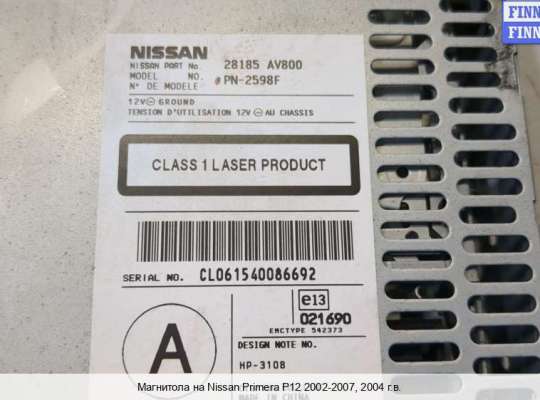 FINN
FINN
NISSAN
NISSAN PART No. 28185 AV800
MODEL NO. PN-2598F
N° DE MODELE
12V ⊖ GROUND
TENSION D'UTILISATION 12V ⊖ AU CHASSIS
CLASS 1 LASER PRODUCT
SERIAL NO. CL061540086692
e13
021690
EMCTYPE 542373
A
DESIGN NOTE NO.
HP-3108
MADE IN CHINA
Магнитола на Nissan Primera P12 2002-2007, 2004 г.в.